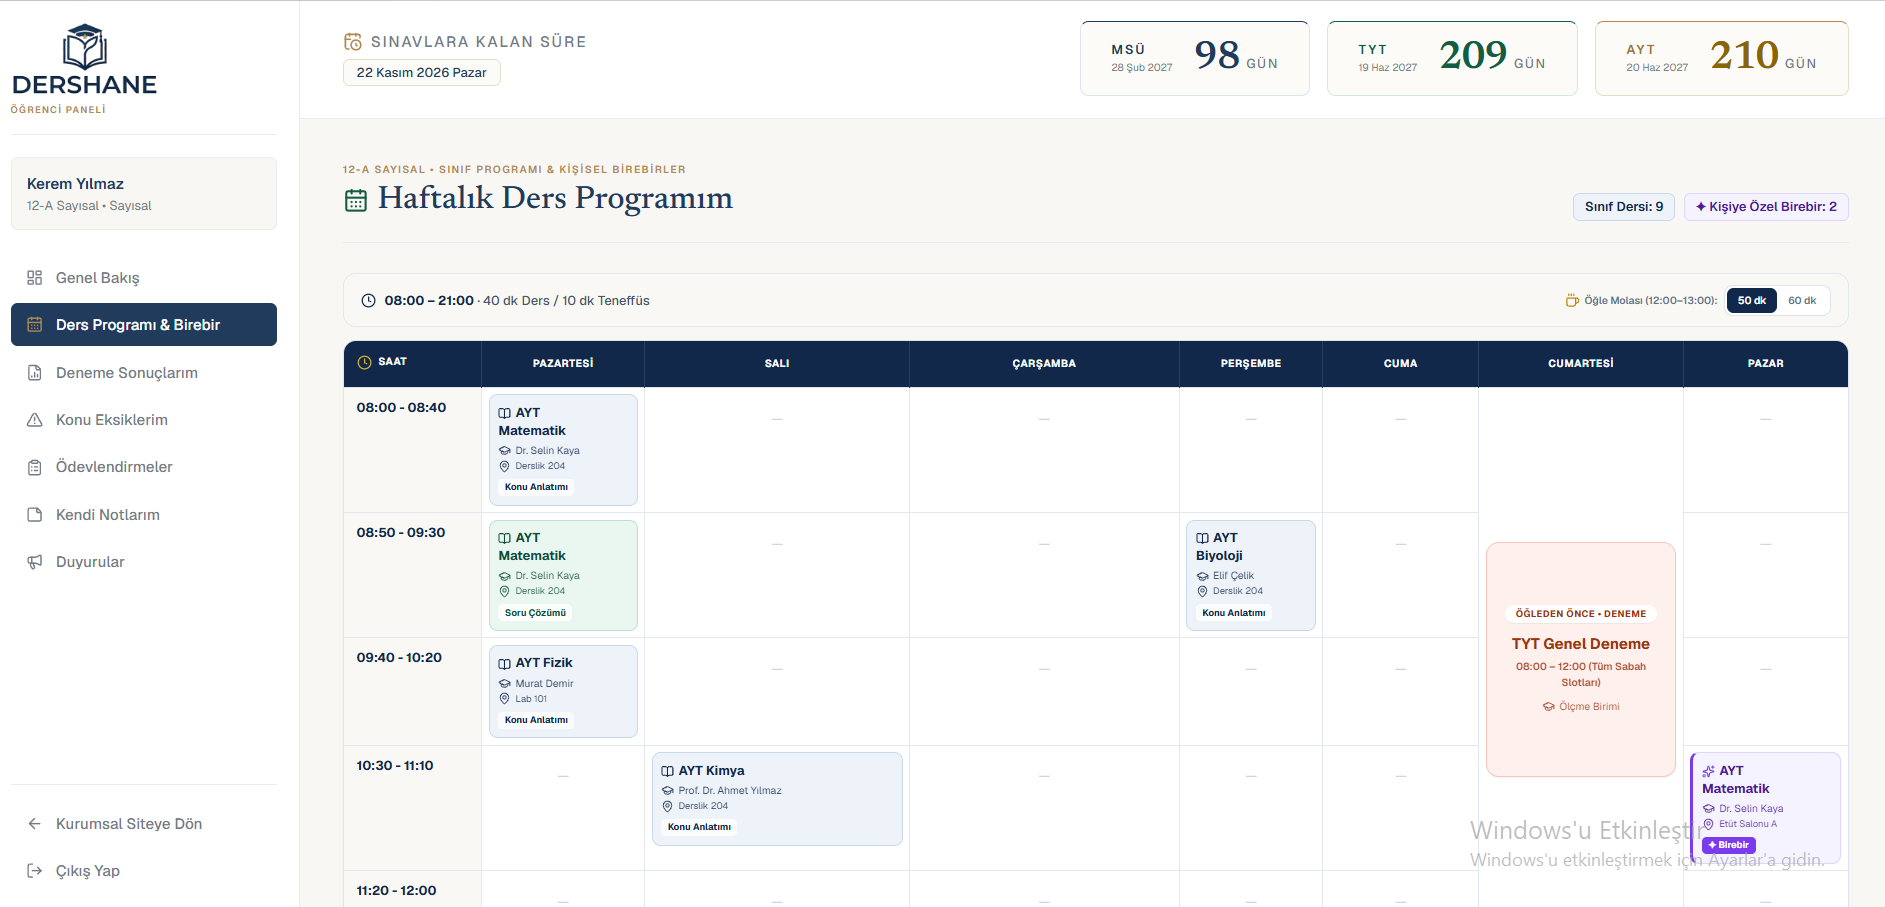 DERSHANE
ÖĞRENCİ PANELİ
Kerem Yılmaz
12-A Sayısal • Sayısal
Genel Bakış
Ders Programı & Birebir
Deneme Sonuçlarım
Konu Eksiklerim
Ödevlendirmeler
Kendi Notlarım
Duyurular
Kurumsal Siteye Dön
Çıkış Yap
SINAVLARA KALAN SÜRE
22 Kasım 2026 Pazar
MSÜ
28 Şub 2027
98 GÜN
TYT
19 Haz 2027
209 GÜN
AYT
20 Haz 2027
210 GÜN
12-A SAYISAL • SINIF PROGRAMI & KİŞİSEL BİREBİRLER
Haftalık Ders Programım
Sınıf Dersi: 9
✦ Kişiye Özel Birebir: 2
08:00 – 21:00 · 40 dk Ders / 10 dk Teneffüs
Öğle Molası (12:00–13:00):
50 dk
60 dk
SAAT
PAZARTESİ
SALI
ÇARŞAMBA
PERŞEMBE
CUMA
CUMARTESİ
PAZAR
08:00 - 08:40
AYT
Matematik
Dr. Selin Kaya
Derslik 204
Konu Anlatımı
—
—
—
—
—
08:50 - 09:30
AYT
Matematik
Dr. Selin Kaya
Derslik 204
Soru Çözümü
—
—
AYT
Biyoloji
Elif Çelik
Derslik 204
Konu Anlatımı
—
—
ÖĞLEDEN ÖNCE • DENEME
TYT Genel Deneme
08:00 – 12:00 (Tüm Sabah
Slotları)
Ölçme Birimi
09:40 - 10:20
AYT Fizik
Murat Demir
Lab 101
Konu Anlatımı
—
—
—
—
—
10:30 - 11:10
—
AYT Kimya
Prof. Dr. Ahmet Yılmaz
Derslik 204
Konu Anlatımı
—
—
—
AYT
Matematik
Dr. Selin Kaya
Etüt Salonu A
✦ Birebir
11:20 - 12:00
—
—
—
—
—
—
Windows'u Etkinleştir
Windows'u etkinleştirmek için Ayarlar'a gidin.